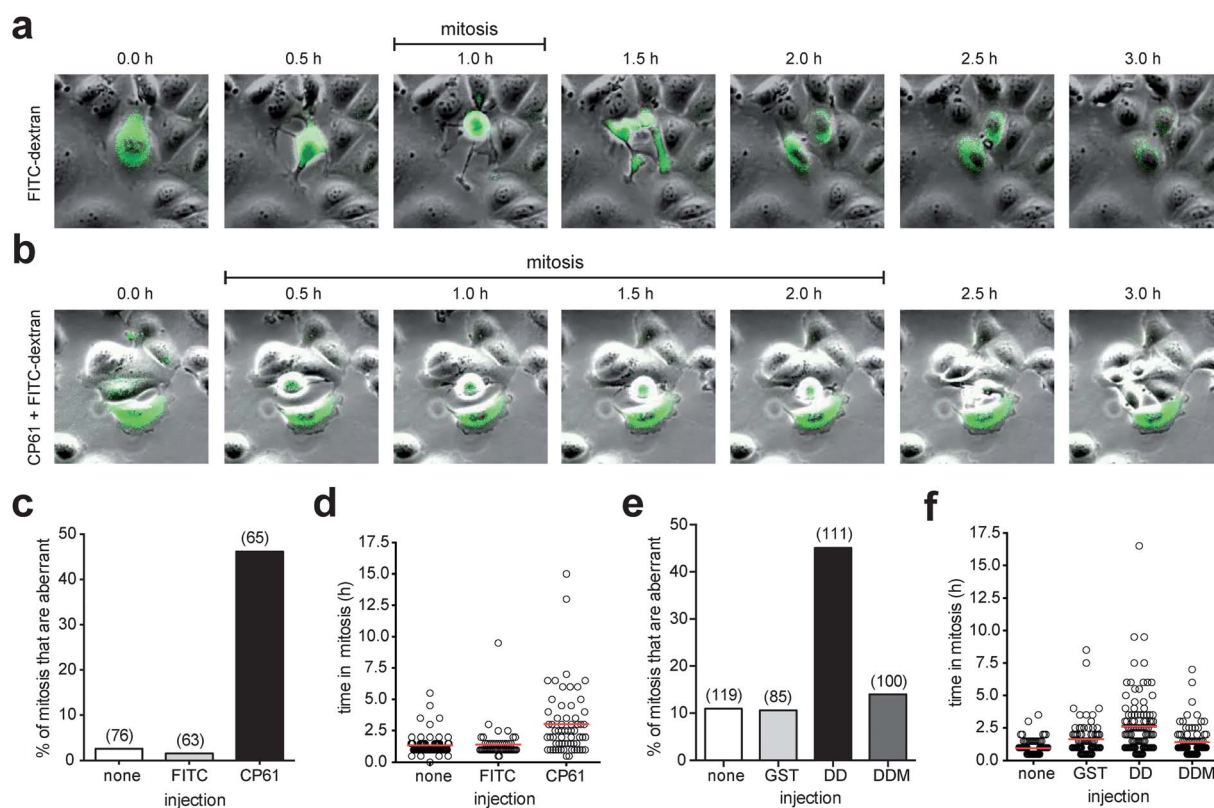 a
mitosis
0.0 h 0.5 h 1.0 h 1.5 h 2.0 h 2.5 h 3.0 h
FITC-dextran
b
mitosis
0.0 h 0.5 h 1.0 h 1.5 h 2.0 h 2.5 h 3.0 h
CP61 + FITC-dextran
c
% of mitosis that are aberrant
50
40
30
20
10
0
(76) (63) (65)
none FITC CP61
injection
d
time in mitosis (h)
17.5
15.0
12.5
10.0
7.5
5.0
2.5
0.0
none FITC CP61
injection
e
% of mitosis that are aberrant
50
40
30
20
10
0
(119) (85) (111) (100)
none GST DD DDM
injection
f
time in mitosis (h)
17.5
15.0
12.5
10.0
7.5
5.0
2.5
0.0
none GST DD DDM
injection